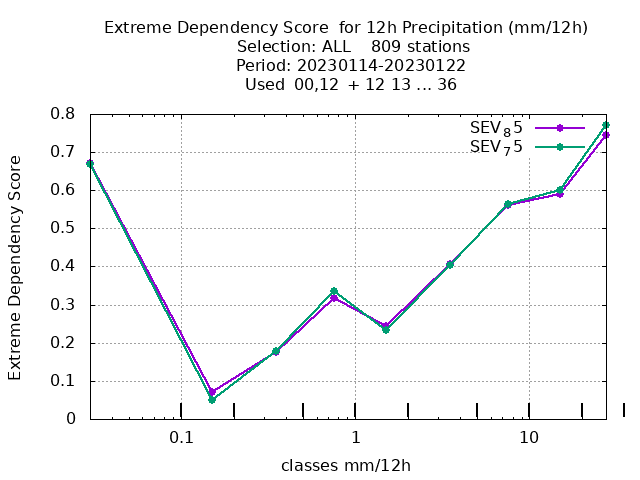 Extreme Dependency Score  for 12h Precipitation (mm/12h)
Selection: ALL    809 stations
Period: 20230114-20230122
Used  00,12  + 12 13 ... 36
SEV₈5
SEV₇5
0.8
0.7
0.6
0.5
0.4
0.3
0.2
0.1
0
Extreme Dependency Score
0.1
1
10
classes mm/12h